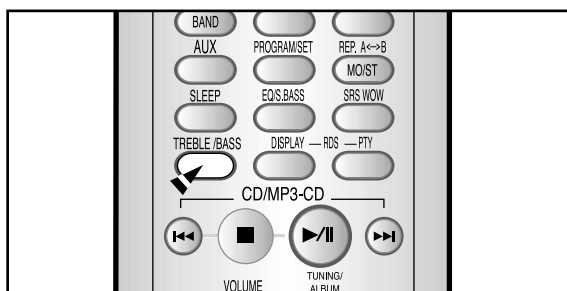 BAND
AUX PROGRAM/SET REP. A<->B
MO/ST
SLEEP EQ/S.BASS SRS WOW
TREBLE /BASS DISPLAY — RDS — PTY
CD/MP3-CD
VOLUME TUNING/
ALBUM